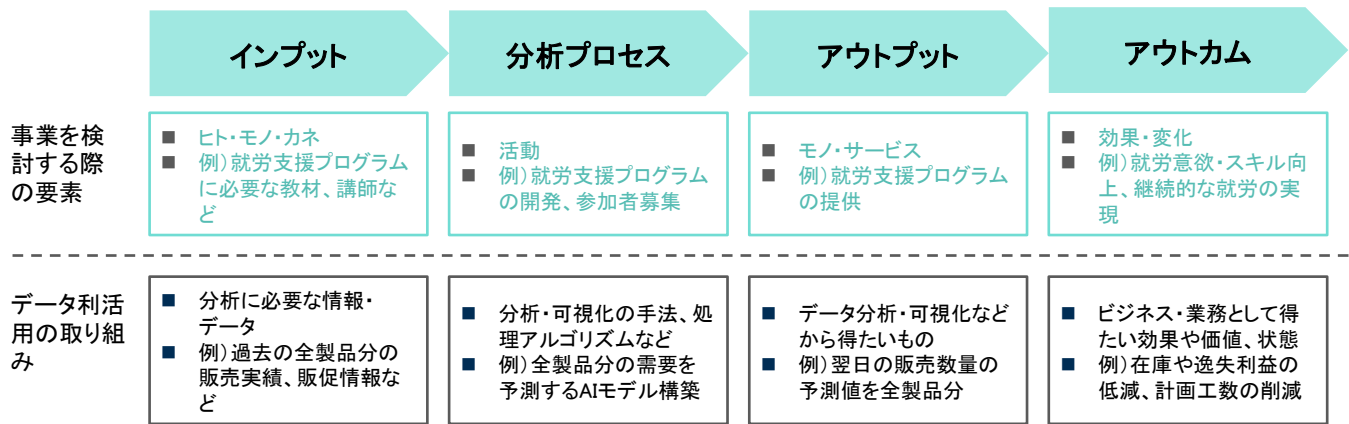 インプット
分析プロセス
アウトプット
アウトカム
事業を検
討する際
の要素
■ ヒト・モノ・カネ
■ 例）就労支援プログラム
に必要な教材、講師な
ど
■ 活動
■ 例）就労支援プログラム
の開発、参加者募集
■ モノ・サービス
■ 例）就労支援プログラム
の提供
■ 効果・変化
■ 例）就労意欲・スキル向
上、継続的な就労の実
現
データ利活
用の取り組
み
■ 分析に必要な情報・
データ
■ 例）過去の全製品分の
販売実績、販促情報な
ど
■ 分析・可視化の手法、処
理アルゴリズムなど
■ 例）全製品分の需要を
予測するAIモデル構築
■ データ分析・可視化など
から得たいもの
■ 例）翌日の販売数量の
予測値を全製品分
■ ビジネス・業務として得
たい効果や価値、状態
■ 例）在庫や逸失利益の
低減、計画工数の削減